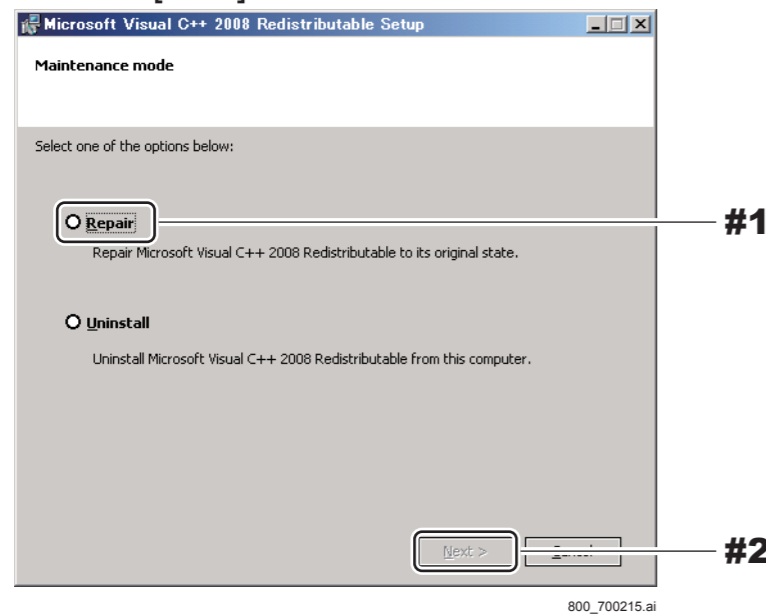 Microsoft Visual C++ 2008 Redistributable Setup
Maintenance mode
Select one of the options below:
Repair
#1
Repair Microsoft Visual C++ 2008 Redistributable to its original state.
Uninstall
Uninstall Microsoft Visual C++ 2008 Redistributable from this computer.
Next >
#2
800_700215.ai